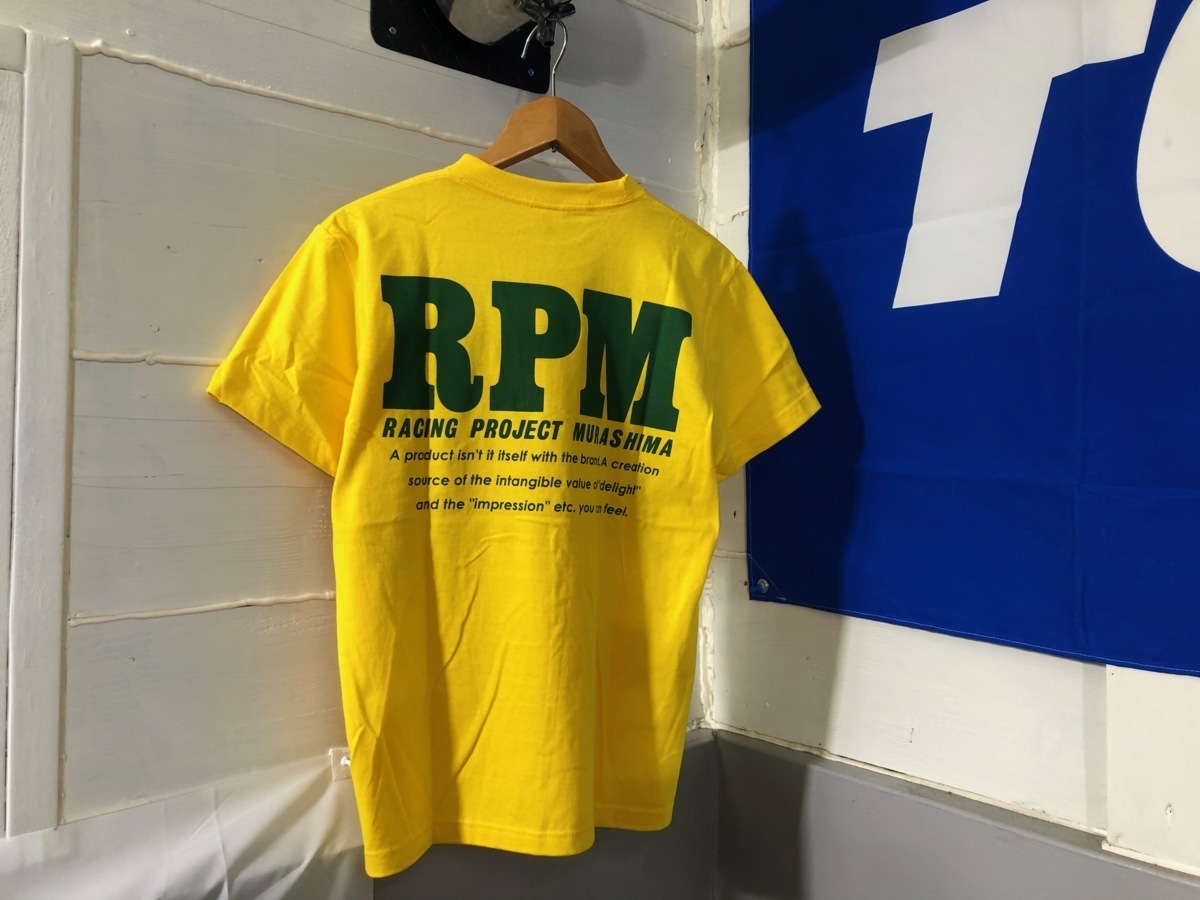 RPM
RACING PROJECT MURASHIMA
A product isn't it itself with the brand.A creation
source of the intangible value of"delight"
and the "impression" etc. you can feel.
TO